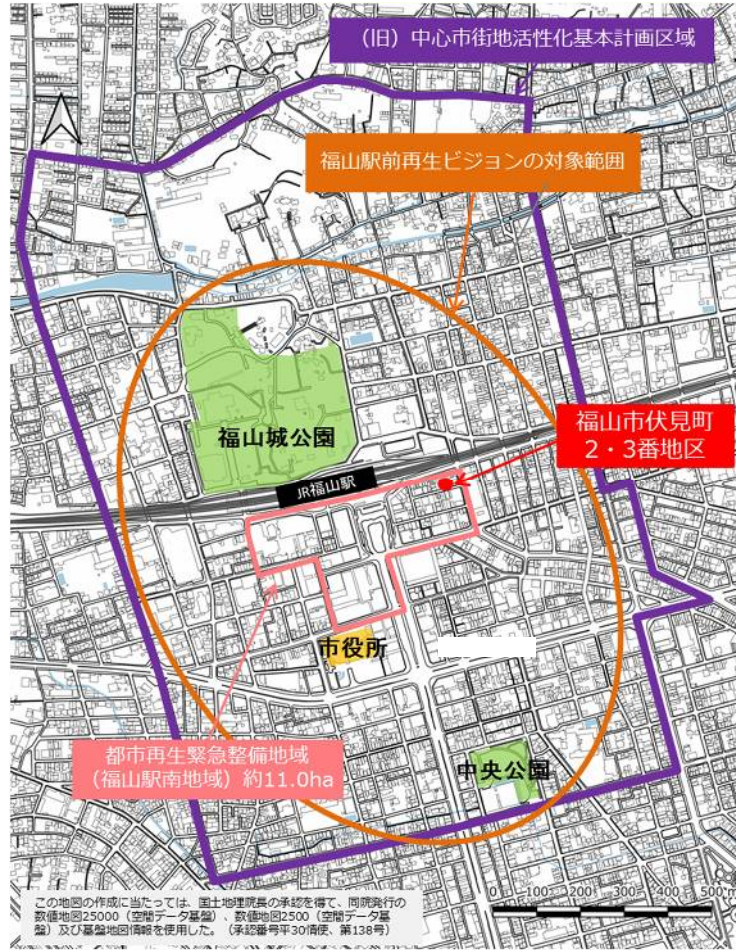 （旧）中心市街地活性化基本計画区域
福山駅前再生ビジョンの対象範囲
福山市伏見町
2・3番地区
福山城公園
JR福山駅
市役所
都市再生緊急整備地域
（福山駅南地域）約11.0ha
中央公園
0 100 200 300 400 500 m
この地図の作成に当たっては、国土地理院長の承認を得て、同院発行の
数値地図25000（空間データ基盤）、数値地図2500（空間データ基
盤）及び基盤地図情報を使用した。（承認番号平30情使、第138号）